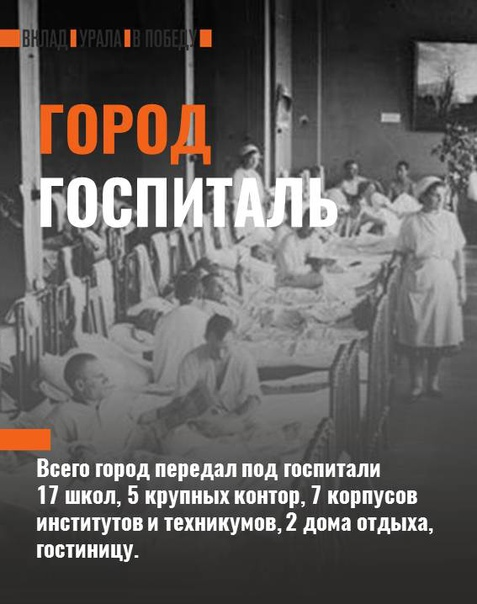 ВКЛАД УРАЛА В ПОБЕДУ
ГОРОД
ГОСПИТАЛЬ
Всего город передал под госпитали
17 школ, 5 крупных контор, 7 корпусов
институтов и техникумов, 2 дома отдыха,
гостиницу.